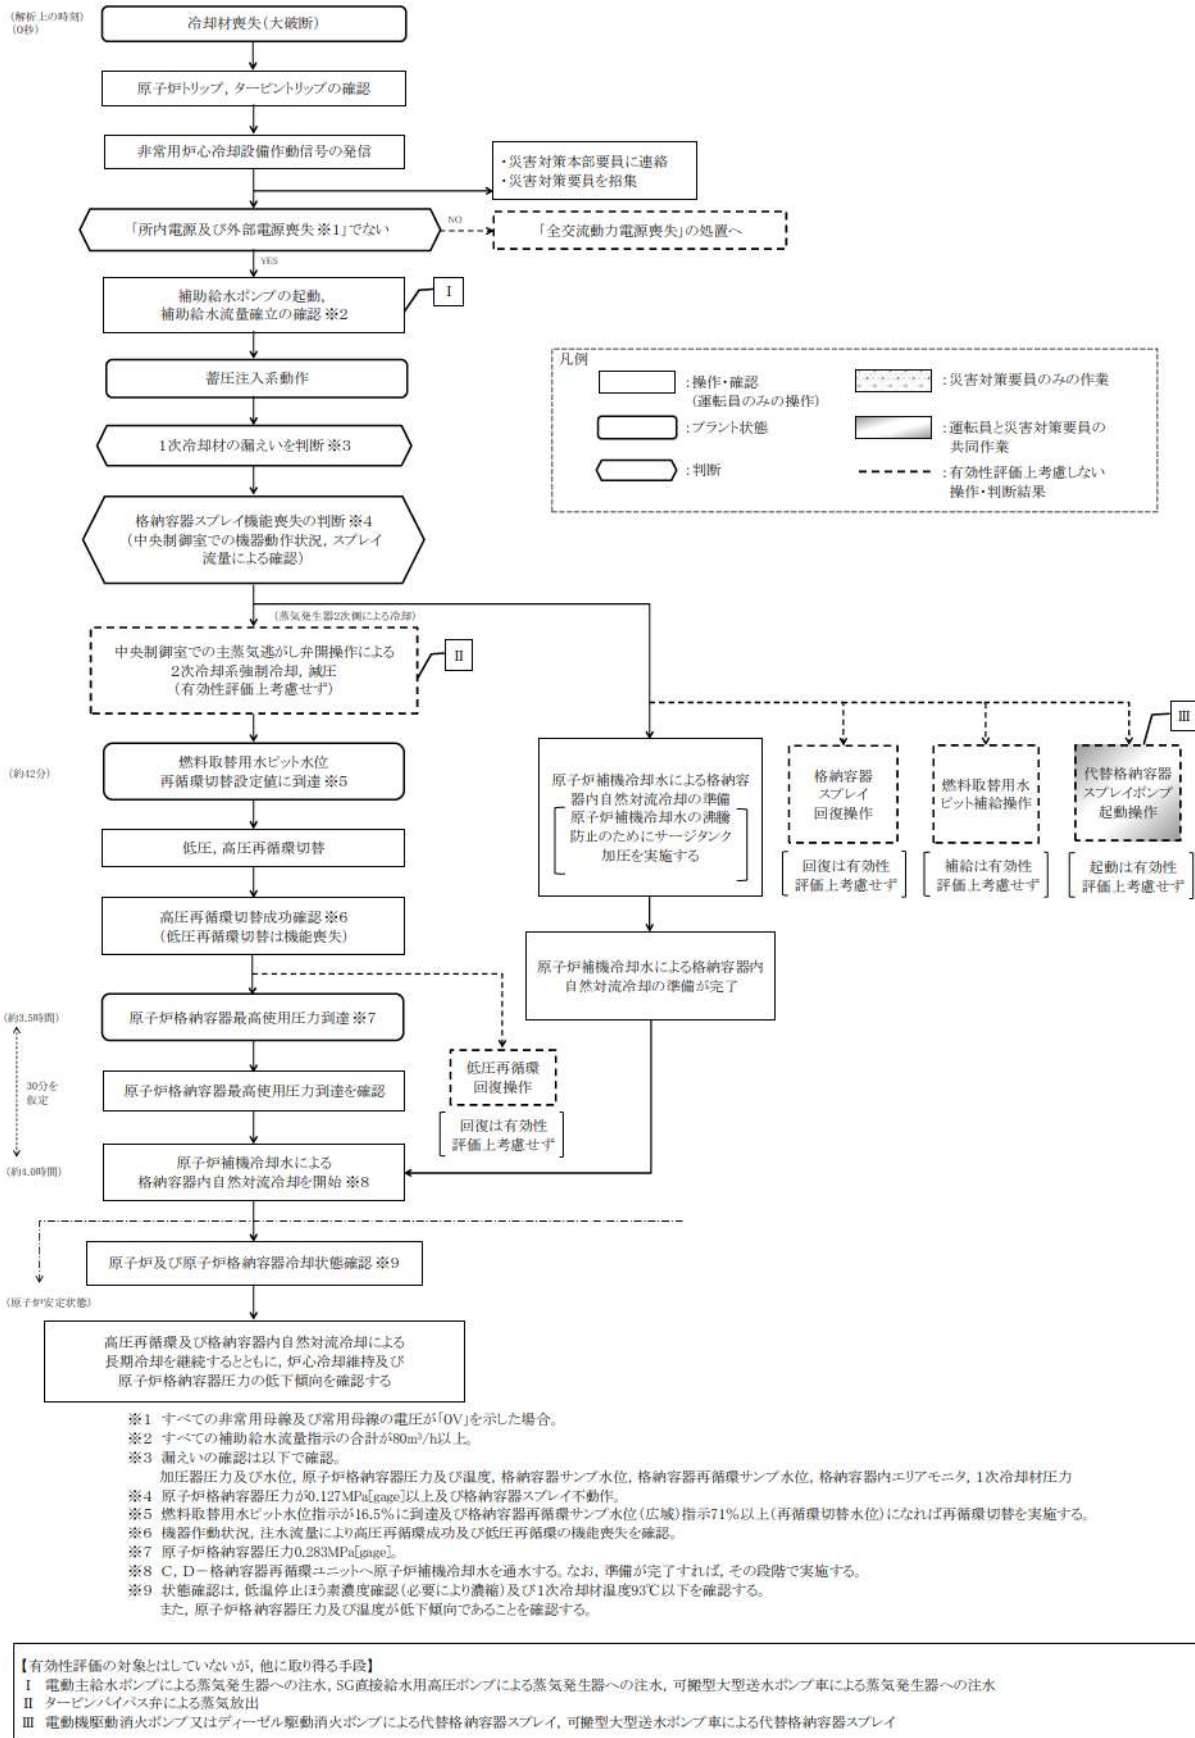 (解析上の時刻)
(0秒)
冷却材喪失(大破断)
原子炉トリップ, タービントリップの確認
非常用炉心冷却設備作動信号の発信
・災害対策本部要員に連絡
・災害対策要員を招集
「所内電源及び外部電源喪失※1」でない
NO
「全交流動力電源喪失」の処置へ
YES
補助給水ポンプの起動,
補助給水流量確立の確認※2
I
蓄圧注入系動作
1次冷却材の漏えいを判断※3
格納容器スプレイ機能喪失の判断※4
(中央制御室での機器動作状況, スプレイ
流量による確認)
凡例
:操作・確認
(運転員のみの操作)
:プラント状態
:判断
:災害対策要員のみの作業
:運転員と災害対策要員の
共同作業
:有効性評価上考慮しない
操作・判断結果
(蒸気発生器2次側による冷却)
中央制御室での主蒸気逃がし弁開操作による
2次冷却系強制冷却, 減圧
(有効性評価上考慮せず)
II
(約42分)
燃料取替用水ピット水位
再循環切替設定値に到達※5
低圧, 高圧再循環切替
高圧再循環切替成功確認※6
(低圧再循環切替は機能喪失)
原子炉補機冷却水による格納容
器内自然対流冷却の準備
原子炉補機冷却水の沸騰
防止のためにサージタンク
加圧を実施する
格納容器
スプレイ
回復操作
回復は有効性
評価上考慮せず
燃料取替用水
ピット補給操作
補給は有効性
評価上考慮せず
III
代替格納容器
スプレイポンプ
起動操作
起動は有効性
評価上考慮せず
原子炉補機冷却水による格納容器内
自然対流冷却の準備が完了
(約3.5時間)
原子炉格納容器最高使用圧力到達※7
30分を
仮定
原子炉格納容器最高使用圧力到達を確認
低圧再循環
回復操作
回復は有効性
評価上考慮せず
(約4.0時間)
原子炉補機冷却水による
格納容器内自然対流冷却を開始※8
原子炉及び原子炉格納容器冷却状態確認※9
(原子炉安定状態)
高圧再循環及び格納容器内自然対流冷却による
長期冷却を継続するとともに, 炉心冷却維持及び
原子炉格納容器圧力の低下傾向を確認する
※1 すべての非常用母線及び常用母線の電圧が「0V」を示した場合。
※2 すべての補助給水流量指示の合計が80m³/h以上。
※3 漏えいの確認は以下で確認。
加圧器圧力及び水位, 原子炉格納容器圧力及び温度, 格納容器サンプ水位, 格納容器再循環サンプ水位, 格納容器内エリアモニタ, 1次冷却材圧力
※4 原子炉格納容器圧力が0.127MPa[gage]以上及び格納容器スプレイ不動作。
※5 燃料取替用水ピット水位指示が16.5%に到達及び格納容器再循環サンプ水位(広域)指示71%以上(再循環切替水位)になれば再循環切替を実施する。
※6 機器作動状況, 注水流量により高圧再循環成功及び低圧再循環の機能喪失を確認。
※7 原子炉格納容器圧力0.283MPa[gage]。
※8 C, D-格納容器再循環ユニットへ原子炉補機冷却水を通水する。なお, 準備が完了すれば, その段階で実施する。
※9 状態確認は, 低温停止ほう素濃度確認(必要により濃縮)及び1次冷却材温度93℃以下を確認する。
また, 原子炉格納容器圧力及び温度が低下傾向であることを確認する。
【有効性評価の対象とはしていないが, 他に取り得る手段】
I 電動主給水ポンプによる蒸気発生器への注水, SG直接給水用高圧ポンプによる蒸気発生器への注水, 可搬型大型送水ポンプ車による蒸気発生器への注水
II タービンバイパス弁による蒸気放出
III 電動機駆動消火ポンプ又はディーゼル駆動消火ポンプによる代替格納容器スプレイ, 可搬型大型送水ポンプ車による代替格納容器スプレイ